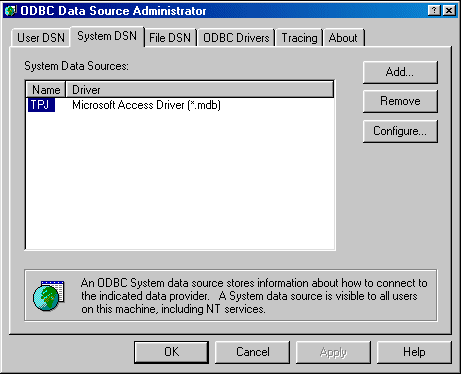 ODBC Data Source Administrator
User DSN System DSN File DSN ODBC Drivers Tracing About
System Data Sources:
Add...
Name Driver
TPJ Microsoft Access Driver (*.mdb)
Remove
Configure...
An ODBC System data source stores information about how to connect to
the indicated data provider. A System data source is visible to all users
on this machine, including NT services.
OK Cancel Apply Help